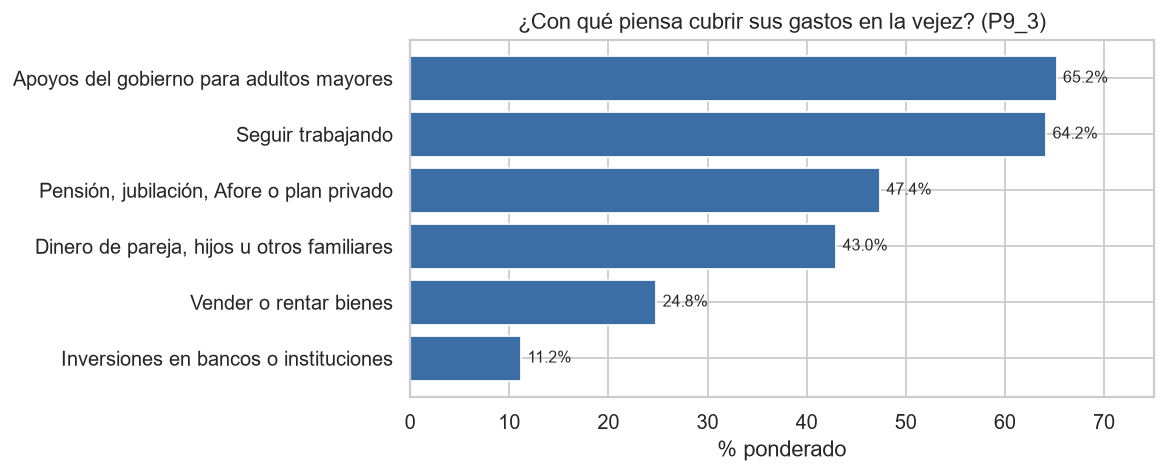 ¿Con qué piensa cubrir sus gastos en la vejez? (P9_3)
Apoyos del gobierno para adultos mayores 65.2%
Seguir trabajando 64.2%
Pensión, jubilación, Afore o plan privado 47.4%
Dinero de pareja, hijos u otros familiares 43.0%
Vender o rentar bienes 24.8%
Inversiones en bancos o instituciones 11.2%
0 10 20 30 40 50 60 70
% ponderado